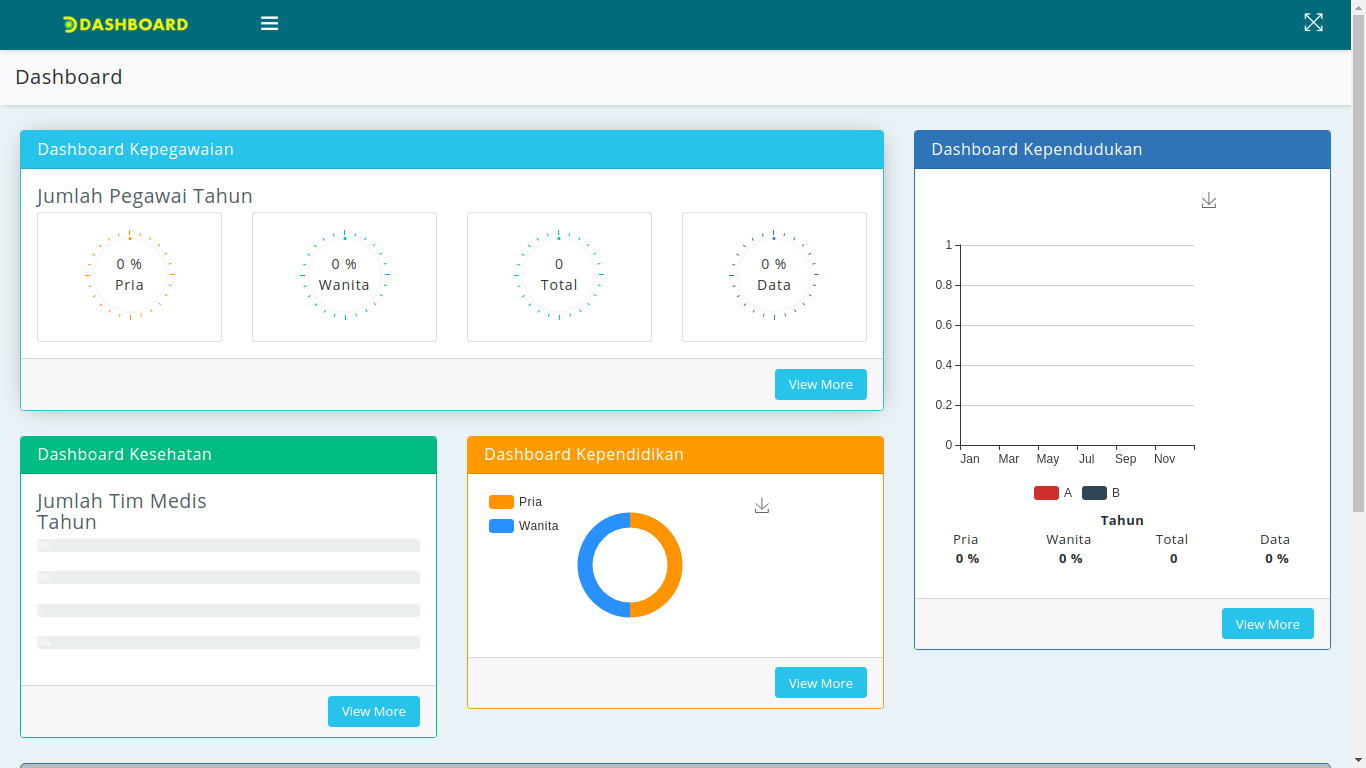 DASHBOARD
Dashboard
Dashboard Kepegawaian
Jumlah Pegawai Tahun
0 %
Pria
0 %
Wanita
0
Total
0 %
Data
View More
Dashboard Kependudukan
1
0.8
0.6
0.4
0.2
0
Jan Mar May Jul Sep Nov
A B
Tahun
Pria Wanita Total Data
0 % 0 % 0 0 %
View More
Dashboard Kesehatan
Jumlah Tim Medis
Tahun
0%
0%
0
0%
View More
Dashboard Kependidikan
Pria
Wanita
View More